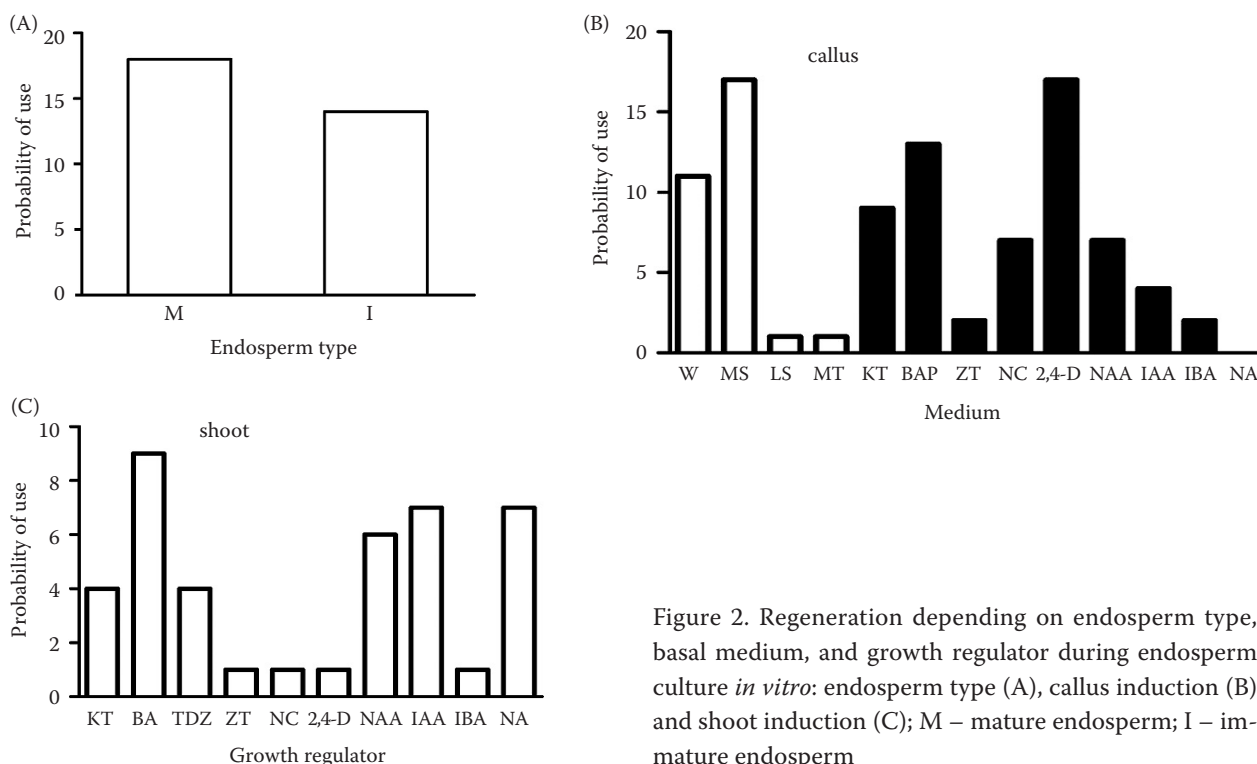 (A)
20
15
10
5
0
Probability of use
M I
Endosperm type
(B)
callus
20
15
10
5
0
Probability of use
W MS LS MT KT BAP ZT NC 2,4-D NAA IAA IBA NA
Medium
(C)
shoot
10
8
6
4
2
0
Probability of use
KT BA TDZ ZT NC 2,4-D NAA IAA IBA NA
Growth regulator
Figure 2. Regeneration depending on endosperm type,
basal medium, and growth regulator during endosperm
culture in vitro: endosperm type (A), callus induction (B)
and shoot induction (C); M – mature endosperm; I – im-
mature endosperm